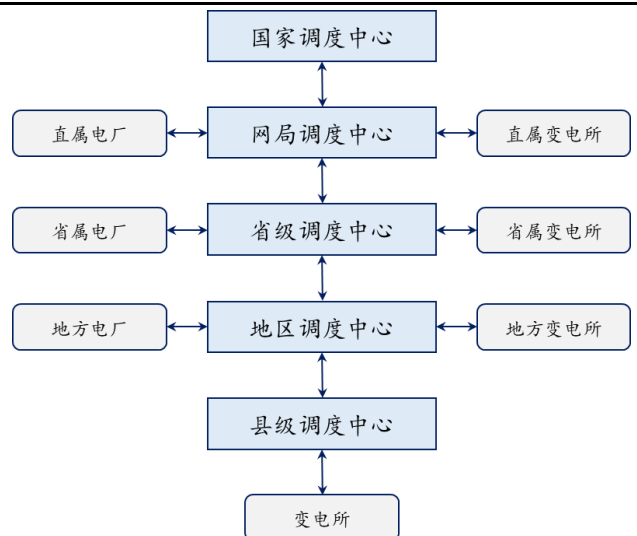 国家调度中心
直属电厂
网局调度中心
直属变电所
省属电厂
省级调度中心
省属变电所
地方电厂
地区调度中心
地方变电所
县级调度中心
变电所